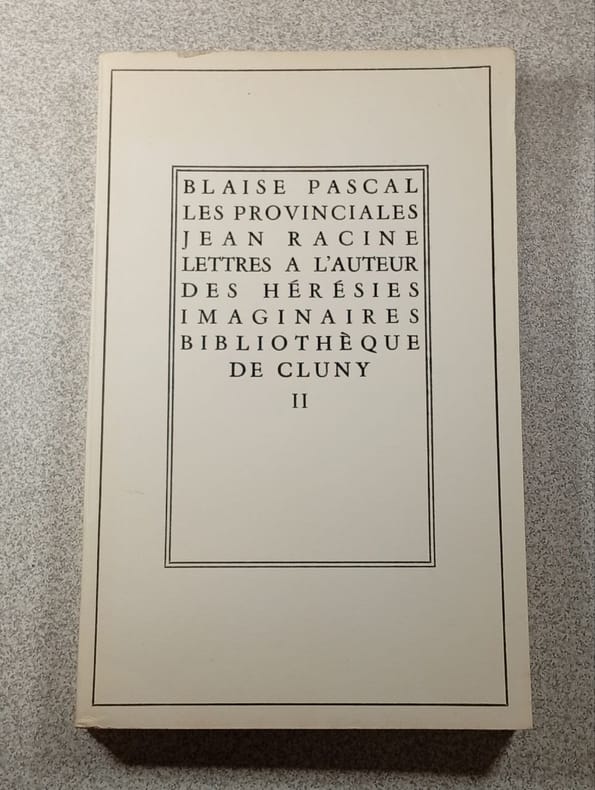 BLAISE PASCAL
LES PROVINCIALES
JEAN RACINE
LETTRES A L'AUTEUR
DES HÉRÉSIES
IMAGINAIRES
BIBLIOTHÈQUE
DE CLUNY
II